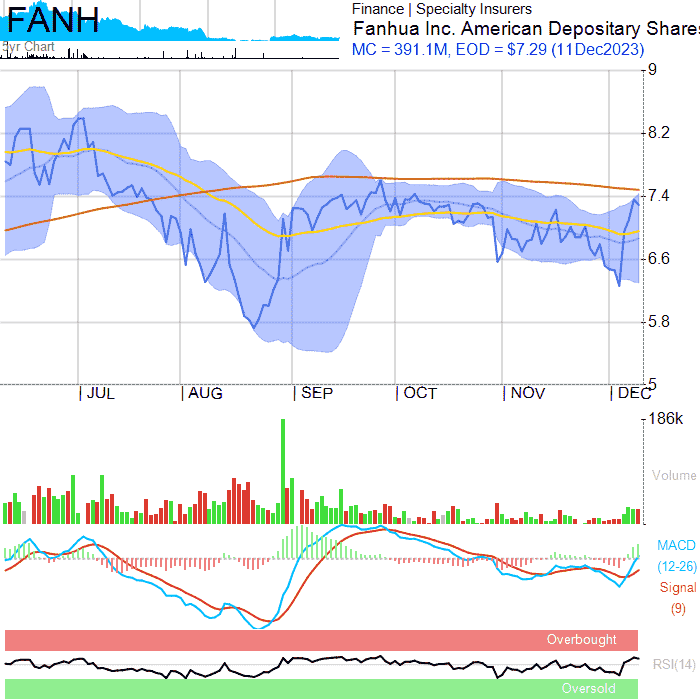 FANH
5yr Chart
Finance | Specialty Insurers
Fanhua Inc. American Depositary Shares
MC = 391.1M, EOD = $7.29 (11Dec2023)
9
8.2
7.4
6.6
5.8
5
| JUL | AUG | SEP | OCT | NOV | DEC
186k
Volume
MACD
(12-26)
Signal
(9)
Overbought
RSI(14)
Oversold